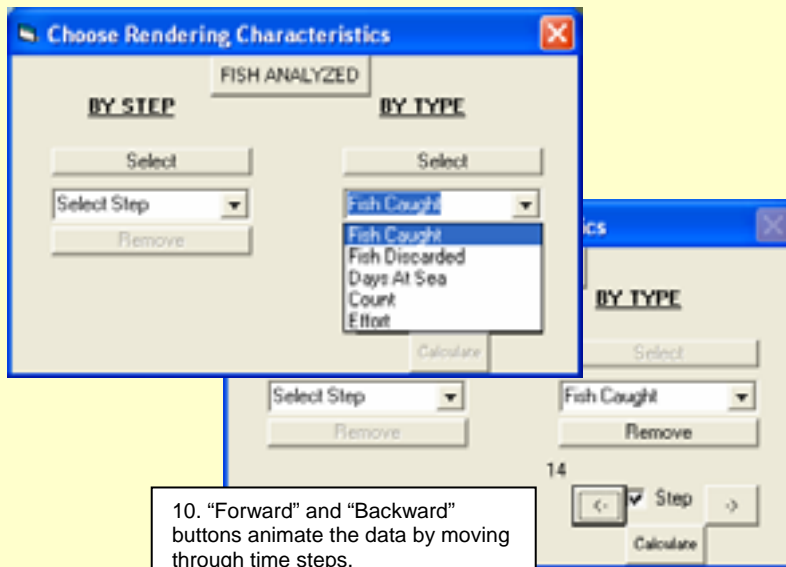 Choose Rendering Characteristics
FISH ANALYZED
BY STEP BY TYPE
Select Select
Select Step Fish Caught
Remove Fish Caught
Fish Discarded
Days At Sea
Count
Effort
Calculate
cs
BY TYPE
Select
Select Step Fish Caught
Remove Remove
14
<- Step ->
Calculate
10. “Forward” and “Backward”
buttons animate the data by moving
through time steps.